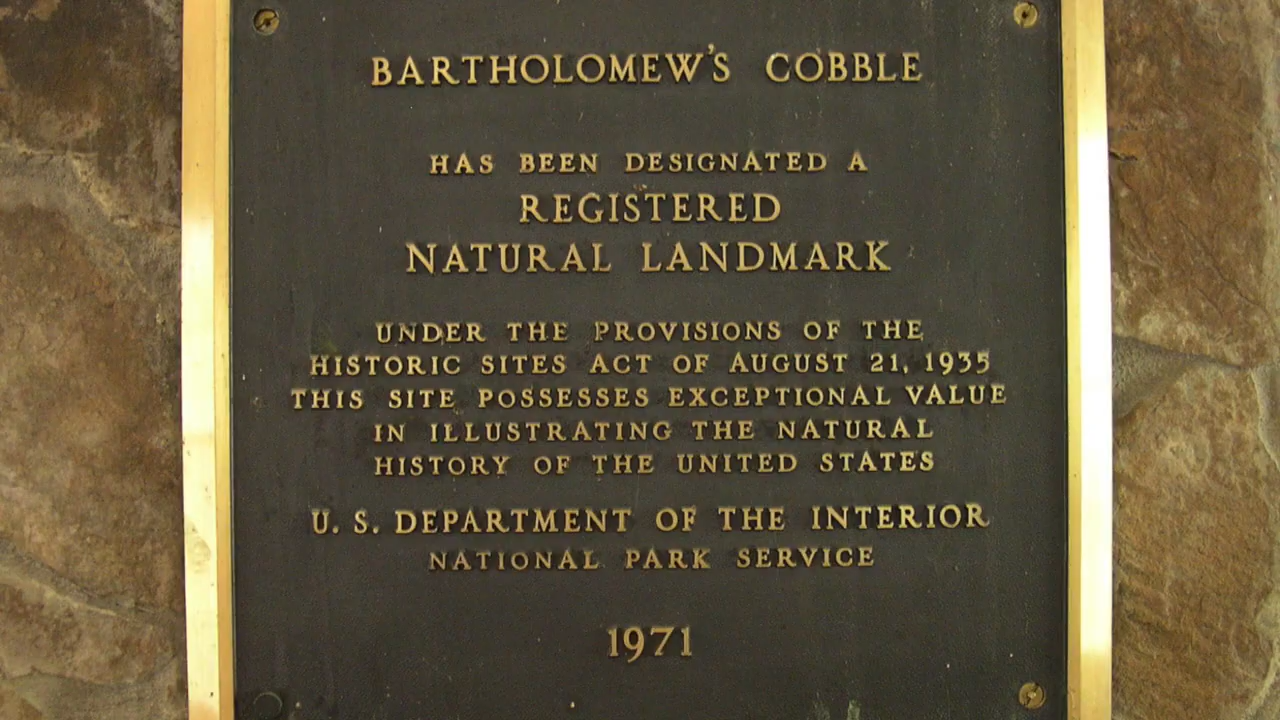 BARTHOLOMEW'S COBBLE
HAS BEEN DESIGNATED A
REGISTERED
NATURAL LANDMARK
UNDER THE PROVISIONS OF THE
HISTORIC SITES ACT OF AUGUST 21, 1935
THIS SITE POSSESSES EXCEPTIONAL VALUE
IN ILLUSTRATING THE NATURAL
HISTORY OF THE UNITED STATES
U. S. DEPARTMENT OF THE INTERIOR
NATIONAL PARK SERVICE
1971